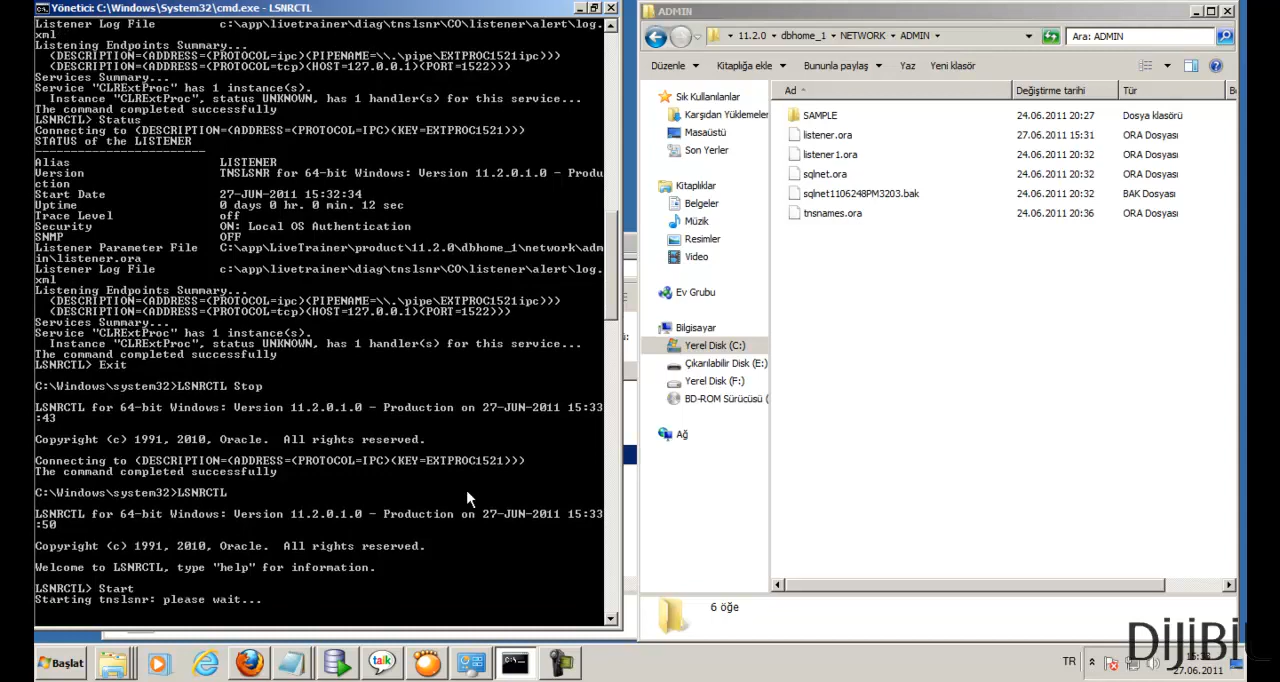 Yönetici: C:\Windows\System32\cmd.exe - LSNRCTL
Listener Log File         c:\app\livetrainer\diag\tnslsnr\CO\listener\alert\log.
xml
Listening Endpoints Summary...
(DESCRIPTION=(ADDRESS=(PROTOCOL=ipc)(PIPENAME=\\.\pipe\EXTPROC1521ipc)))
(DESCRIPTION=(ADDRESS=(PROTOCOL=tcp)(HOST=127.0.0.1)(PORT=1522)))
Services Summary...
Service "CLRExtProc" has 1 instance(s).
Instance "CLRExtProc", status UNKNOWN, has 1 handler(s) for this service...
The command completed successfully
LSNRCTL> Status
Connecting to (DESCRIPTION=(ADDRESS=(PROTOCOL=IPC)(KEY=EXTPROC1521)))
STATUS of the LISTENER
------------------------
Alias                     LISTENER
Version                   TNSLSNR for 64-bit Windows: Version 11.2.0.1.0 - Produ
ction
Start Date                27-JUN-2011 15:32:34
Uptime                    0 days 0 hr. 0 min. 12 sec
Trace Level               off
Security                  ON: Local OS Authentication
SNMP                      OFF
Listener Parameter File   C:\app\LiveTrainer\product\11.2.0\dbhome_1\network\adm
in\listener.ora
Listener Log File         c:\app\livetrainer\diag\tnslsnr\CO\listener\alert\log.
xml
Listening Endpoints Summary...
(DESCRIPTION=(ADDRESS=(PROTOCOL=ipc)(PIPENAME=\\.\pipe\EXTPROC1521ipc)))
(DESCRIPTION=(ADDRESS=(PROTOCOL=tcp)(HOST=127.0.0.1)(PORT=1522)))
Services Summary...
Service "CLRExtProc" has 1 instance(s).
Instance "CLRExtProc", status UNKNOWN, has 1 handler(s) for this service...
The command completed successfully
LSNRCTL> Exit
C:\Windows\system32>LSNRCTL Stop
LSNRCTL for 64-bit Windows: Version 11.2.0.1.0 - Production on 27-JUN-2011 15:33
:43
Copyright (c) 1991, 2010, Oracle.  All rights reserved.
Connecting to (DESCRIPTION=(ADDRESS=(PROTOCOL=IPC)(KEY=EXTPROC1521)))
The command completed successfully
C:\Windows\system32>LSNRCTL
LSNRCTL for 64-bit Windows: Version 11.2.0.1.0 - Production on 27-JUN-2011 15:33
:50
Copyright (c) 1991, 2010, Oracle.  All rights reserved.
Welcome to LSNRCTL, type "help" for information.
LSNRCTL> Start
Starting tnslsnr: please wait...
ADMIN
11.2.0 dbhome_1 NETWORK ADMIN
Ara: ADMIN
Düzenle Kitaplığa ekle Bununla paylaş Yaz Yeni klasör
Sık Kullanılanlar
Karşıdan Yüklemeler
Masaüstü
Son Yerler
Kitaplıklar
Belgeler
Müzik
Resimler
Video
Ev Grubu
Bilgisayar
Yerel Disk (C:)
Çıkarılabilir Disk (E:)
Yerel Disk (F:)
BD-ROM Sürücüsü (
Ağ
Ad Değiştirme tarihi Tür
SAMPLE 24.06.2011 20:27 Dosya klasörü
listener.ora 27.06.2011 15:31 ORA Dosyası
listener1.ora 24.06.2011 20:32 ORA Dosyası
sqlnet.ora 24.06.2011 20:32 ORA Dosyası
sqlnet1106248PM3203.bak 24.06.2011 20:32 BAK Dosyası
tnsnames.ora 24.06.2011 20:36 ORA Dosyası
6 öğe
Başlat
talk
TR
27.06.2011
DİJİBİL